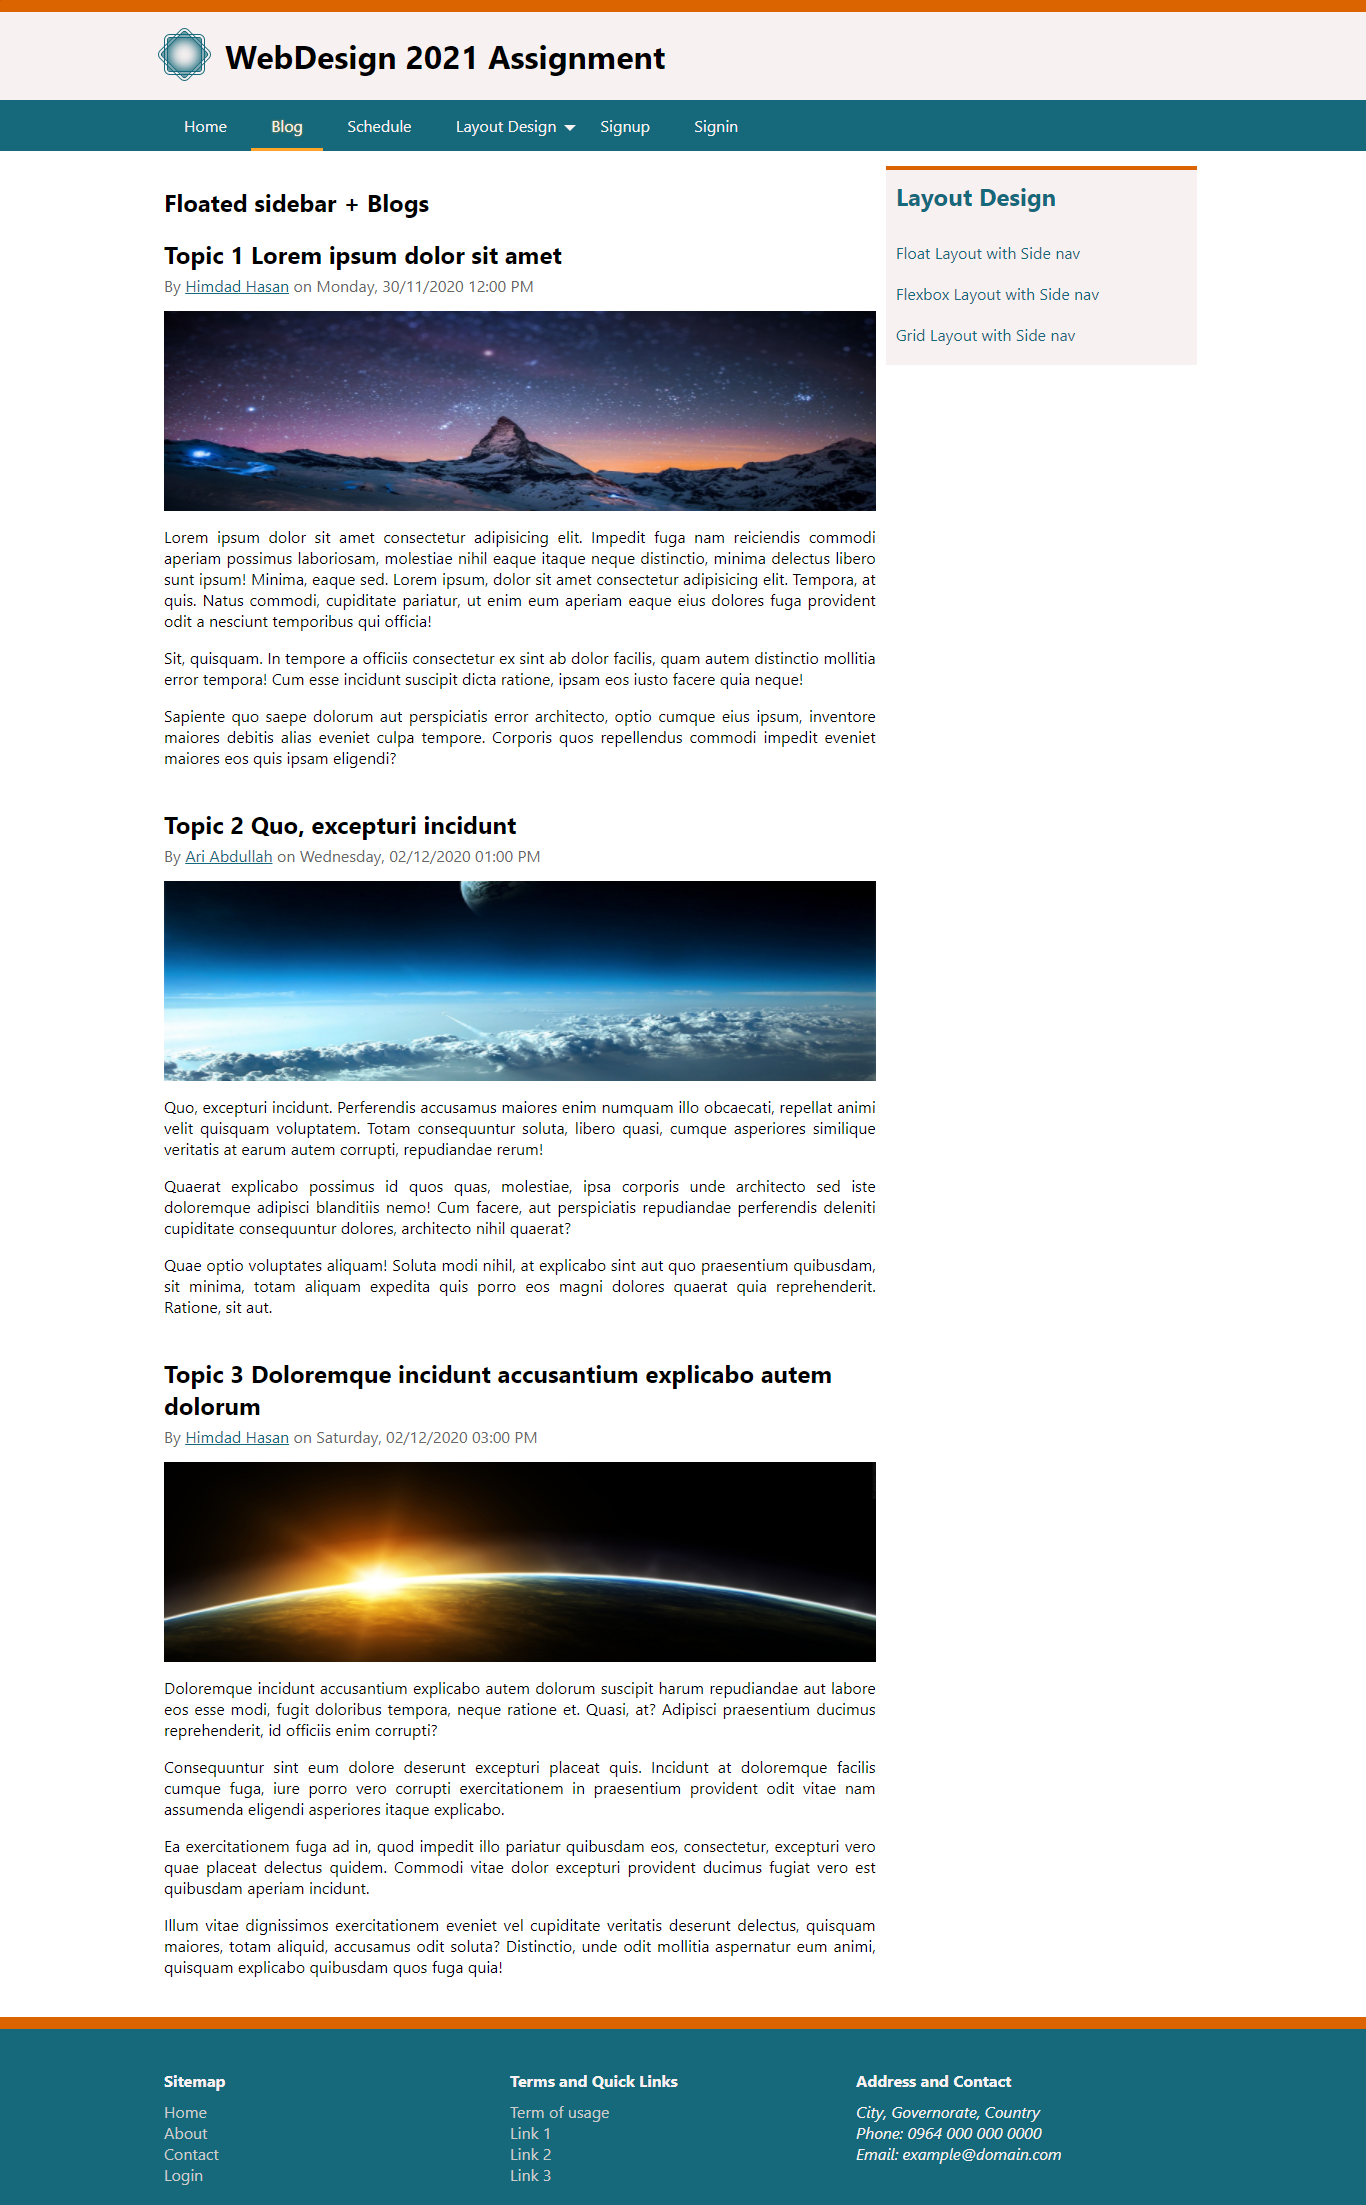 WebDesign 2021 Assignment
Home Blog Schedule Layout Design Signup Signin
Floated sidebar + Blogs
Topic 1 Lorem ipsum dolor sit amet
By Himdad Hasan on Monday, 30/11/2020 12:00 PM
Lorem ipsum dolor sit amet consectetur adipisicing elit. Impedit fuga nam reiciendis commodi
aperiam possimus laboriosam, molestiae nihil eaque itaque neque distinctio, minima delectus libero
sunt ipsum! Minima, eaque sed. Lorem ipsum, dolor sit amet consectetur adipisicing elit. Tempora, at
quis. Natus commodi, cupiditate pariatur, ut enim eum aperiam eaque eius dolores fuga provident
odit a nesciunt temporibus qui officia!
Sit, quisquam. In tempore a officiis consectetur ex sint ab dolor facilis, quam autem distinctio mollitia
error tempora! Cum esse incidunt suscipit dicta ratione, ipsam eos iusto facere quia neque!
Sapiente quo saepe dolorum aut perspiciatis error architecto, optio cumque eius ipsum, inventore
maiores debitis alias eveniet culpa tempore. Corporis quos repellendus commodi impedit eveniet
maiores eos quis ipsam eligendi?
Topic 2 Quo, excepturi incidunt
By Ari Abdullah on Wednesday, 02/12/2020 01:00 PM
Quo, excepturi incidunt. Perferendis accusamus maiores enim numquam illo obcaecati, repellat animi
velit quisquam voluptatem. Totam consequuntur soluta, libero quasi, cumque asperiores similique
veritatis at earum autem corrupti, repudiandae rerum!
Quaerat explicabo possimus id quos quas, molestiae, ipsa corporis unde architecto sed iste
doloremque adipisci blanditiis nemo! Cum facere, aut perspiciatis repudiandae perferendis deleniti
cupiditate consequuntur dolores, architecto nihil quaerat?
Quae optio voluptates aliquam! Soluta modi nihil, at explicabo sint aut quo praesentium quibusdam,
sit minima, totam aliquam expedita quis porro eos magni dolores quaerat quia reprehenderit.
Ratione, sit aut.
Topic 3 Doloremque incidunt accusantium explicabo autem
dolorum
By Himdad Hasan on Saturday, 02/12/2020 03:00 PM
Doloremque incidunt accusantium explicabo autem dolorum suscipit harum repudiandae aut labore
eos esse modi, fugit doloribus tempora, neque ratione et. Quasi, at? Adipisci praesentium ducimus
reprehenderit, id officiis enim corrupti?
Consequuntur sint eum dolore deserunt excepturi placeat quis. Incidunt at doloremque facilis
cumque fuga, iure porro vero corrupti exercitationem in praesentium provident odit vitae nam
assumenda eligendi asperiores itaque explicabo.
Ea exercitationem fuga ad in, quod impedit illo pariatur quibusdam eos, consectetur, excepturi vero
quae placeat delectus quidem. Commodi vitae dolor excepturi provident ducimus fugiat vero est
quibusdam aperiam incidunt.
Illum vitae dignissimos exercitationem eveniet vel cupiditate veritatis deserunt delectus, quisquam
maiores, totam aliquid, accusamus odit soluta? Distinctio, unde odit mollitia aspernatur eum animi,
quisquam explicabo quibusdam quos fuga quia!
Layout Design
Float Layout with Side nav
Flexbox Layout with Side nav
Grid Layout with Side nav
Sitemap
Home
About
Contact
Login
Terms and Quick Links
Term of usage
Link 1
Link 2
Link 3
Address and Contact
City, Governorate, Country
Phone: 0964 000 000 0000
Email: example@domain.com